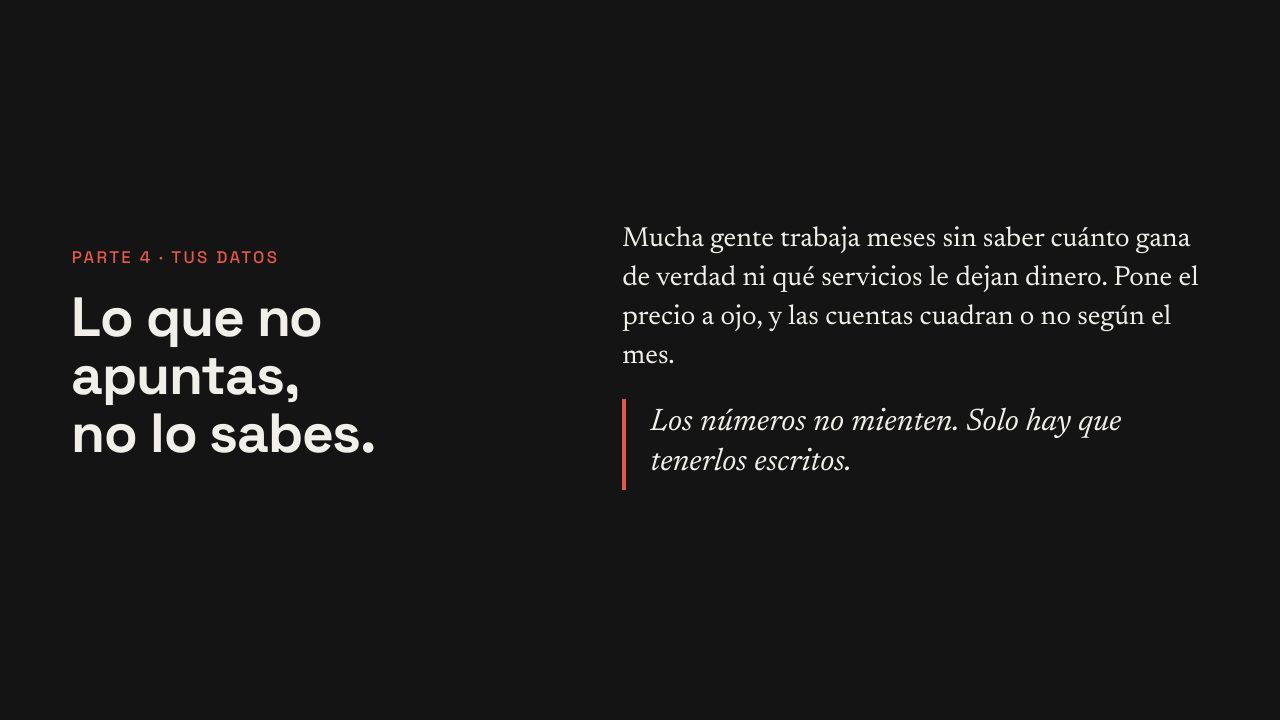 PARTE 4 · TUS DATOS
Lo que no
apuntas,
no lo sabes.
Mucha gente trabaja meses sin saber cuánto gana
de verdad ni qué servicios le dejan dinero. Pone el
precio a ojo, y las cuentas cuadran o no según el
mes.
Los números no mienten. Solo hay que
tenerlos escritos.